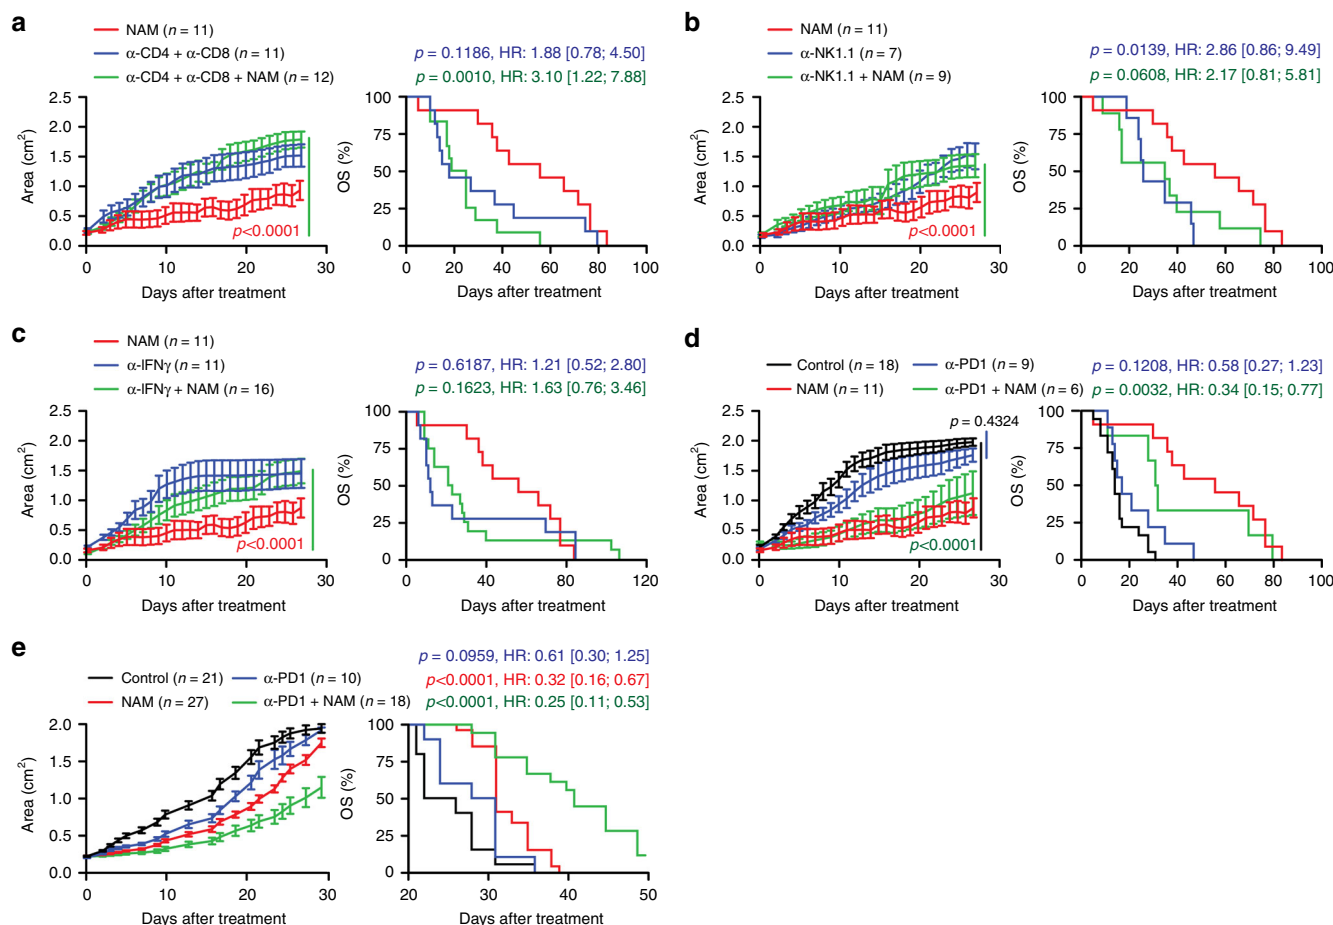 a
NAM (n = 11)
α-CD4 + α-CD8 (n = 11)
α-CD4 + α-CD8 + NAM (n = 12)
p = 0.1186, HR: 1.88 [0.78; 4.50]
p = 0.0010, HR: 3.10 [1.22; 7.88]
2.5
2.0
1.5
1.0
0.5
0.0
Area (cm²)
p<0.0001
0 10 20 30
Days after treatment
100
75
50
25
0
OS (%)
0 20 40 60 80 100
Days after treatment
b
NAM (n = 11)
α-NK1.1 (n = 7)
α-NK1.1 + NAM (n = 9)
p = 0.0139, HR: 2.86 [0.86; 9.49]
p = 0.0608, HR: 2.17 [0.81; 5.81]
2.5
2.0
1.5
1.0
0.5
0.0
Area (cm²)
p<0.0001
0 10 20 30
Days after treatment
100
75
50
25
0
OS (%)
0 20 40 60 80 100
Days after treatment
c
NAM (n = 11)
α-IFNγ (n = 11)
α-IFNγ + NAM (n = 16)
p = 0.6187, HR: 1.21 [0.52; 2.80]
p = 0.1623, HR: 1.63 [0.76; 3.46]
2.5
2.0
1.5
1.0
0.5
0.0
Area (cm²)
p<0.0001
0 10 20 30
Days after treatment
100
75
50
25
0
OS (%)
0 40 80 120
Days after treatment
d
Control (n = 18) α-PD1 (n = 9)
NAM (n = 11) α-PD1 + NAM (n = 6)
p = 0.1208, HR: 0.58 [0.27; 1.23]
p = 0.0032, HR: 0.34 [0.15; 0.77]
2.5
2.0
1.5
1.0
0.5
0.0
Area (cm²)
p = 0.4324
p<0.0001
0 10 20 30
Days after treatment
100
75
50
25
0
OS (%)
0 20 40 60 80 100
Days after treatment
e
Control (n = 21) α-PD1 (n = 10)
NAM (n = 27) α-PD1 + NAM (n = 18)
p = 0.0959, HR: 0.61 [0.30; 1.25]
p<0.0001, HR: 0.32 [0.16; 0.67]
p<0.0001, HR: 0.25 [0.11; 0.53]
2.0
1.5
1.0
0.5
0.0
Area (cm²)
0 10 20 30
Days after treatment
100
75
50
25
0
OS (%)
20 30 40 50
Days after treatment